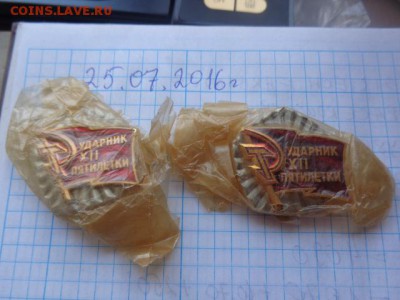 COINS.LAVE.RU
25.07.2016г
УДАРНИК
XII
ПЯТИЛЕТКИ
УДАРНИК
XII
ПЯТИЛЕТКИ